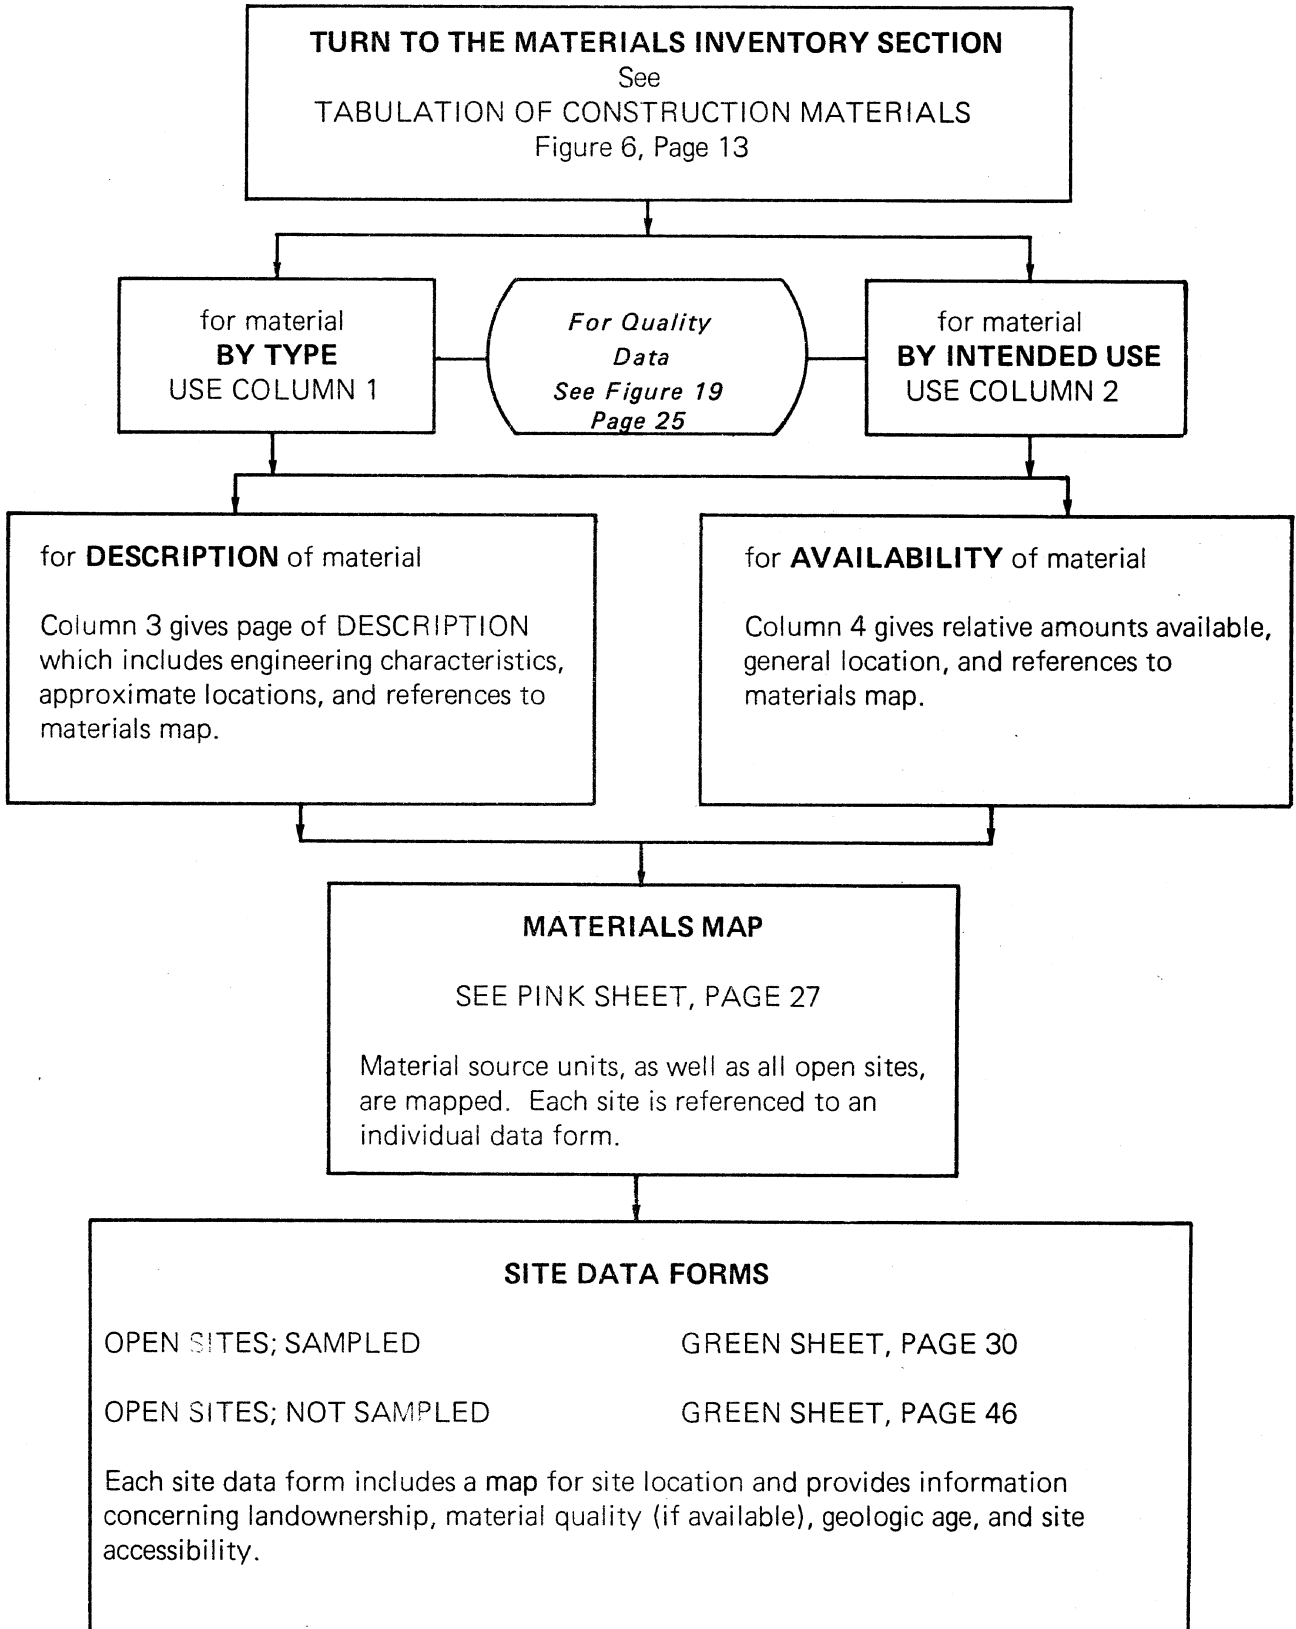 TURN TO THE MATERIALS INVENTORY SECTION
See
TABULATION OF CONSTRUCTION MATERIALS
Figure 6, Page 13
for material
BY TYPE
USE COLUMN 1
For Quality
Data
See Figure 19
Page 25
for material
BY INTENDED USE
USE COLUMN 2
for DESCRIPTION of material
Column 3 gives page of DESCRIPTION
which includes engineering characteristics,
approximate locations, and references to
materials map.
for AVAILABILITY of material
Column 4 gives relative amounts available,
general location, and references to
materials map.
MATERIALS MAP
SEE PINK SHEET, PAGE 27
Material source units, as well as all open sites,
are mapped. Each site is referenced to an
individual data form.
SITE DATA FORMS
OPEN SITES; SAMPLED GREEN SHEET, PAGE 30
OPEN SITES; NOT SAMPLED GREEN SHEET, PAGE 46
Each site data form includes a map for site location and provides information
concerning landownership, material quality (if available), geologic age, and site
accessibility.